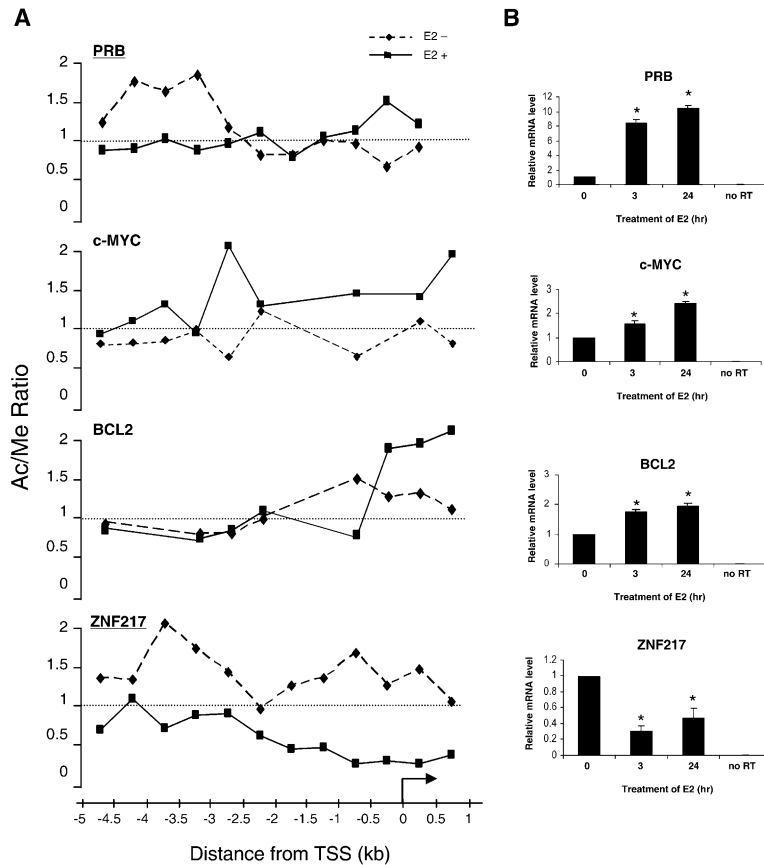 A
E2 –
E2 +
PRB
2
1.5
1
0.5
0
c-MYC
2
1.5
1
0.5
0
BCL2
2
1.5
1
0.5
0
ZNF217
2
1.5
1
0.5
0
Ac/Me Ratio
-5 -4.5 -4 -3.5 -3 -2.5 -2 -1.5 -1 -0.5 0 0.5 1
Distance from TSS (kb)
B
PRB
Relative mRNA level
12
10
8
6
4
2
0
* *
0 3 24 no RT
Treatment of E2 (hr)
c-MYC
Relative mRNA level
3
2
1
0
* *
0 3 24 no RT
Treatment of E2 (hr)
BCL2
Relative mRNA level
3
2
1
0
* *
0 3 24 no RT
Treatment of E2 (hr)
ZNF217
Relative mRNA level
1.2
1
0.8
0.6
0.4
0.2
0
* *
0 3 24 no RT
Treatment of E2 (hr)